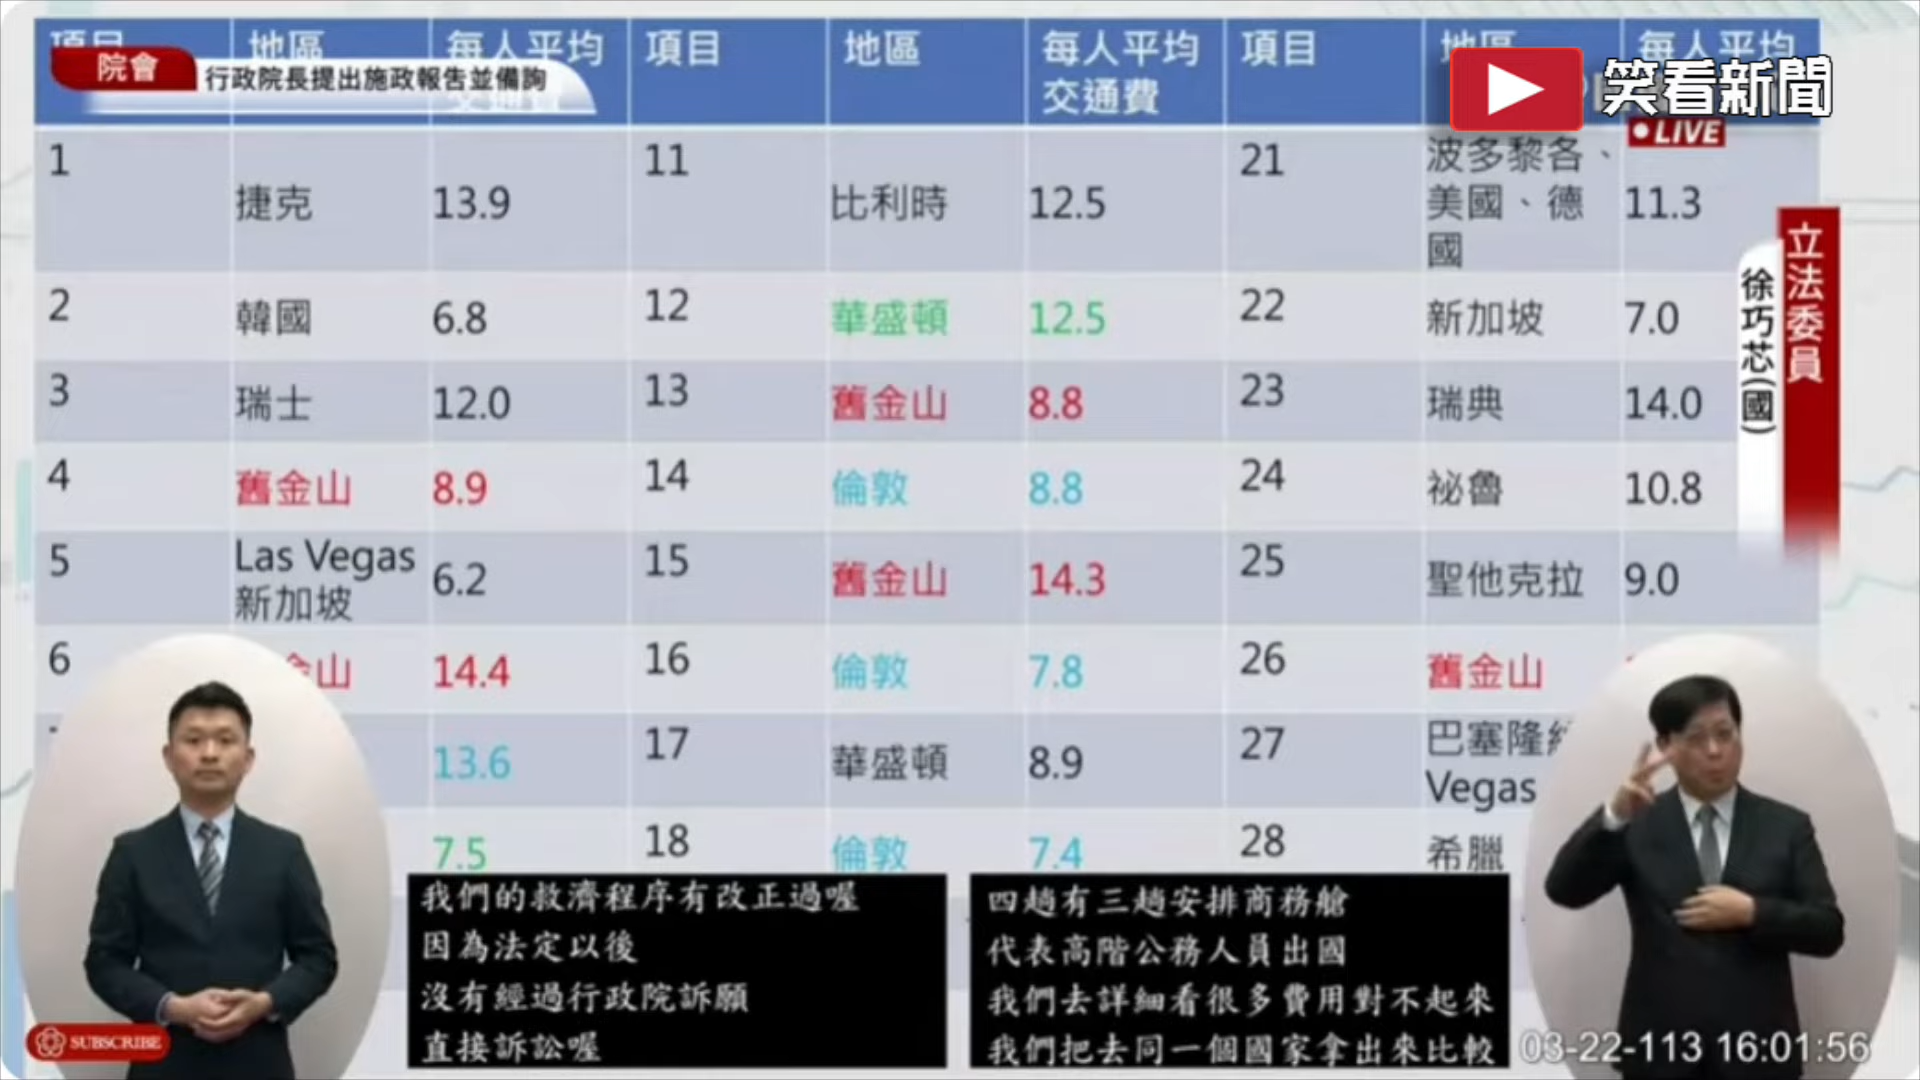 項目 地區 每人平均 項目 地區 每人平均 項目 地區 每人平均
交通費 交通費
院會
行政院長提出施政報告並備詢
笑看新聞
LIVE
1 捷克 13.9 11 比利時 12.5 21 波多黎各、美國、德國 11.3
2 韓國 6.8 12 華盛頓 12.5 22 新加坡 7.0
3 瑞士 12.0 13 舊金山 8.8 23 瑞典 14.0
4 舊金山 8.9 14 倫敦 8.8 24 祕魯 10.8
5 Las Vegas 新加坡 6.2 15 舊金山 14.3 25 聖他克拉 9.0
6 金山 14.4 16 倫敦 7.8 26 舊金山
13.6 17 華盛頓 8.9 27 巴塞隆 Vegas
7.5 18 倫敦 7.4 28 希臘
立法委員
徐巧芯(國)
我們的救濟程序有改正過喔
因為法定以後
沒有經過行政院訴願
直接訴訟喔
四趟有三趟安排商務艙
代表高階公務人員出國
我們去詳細看很多費用對不起來
我們把去同一個國家拿出來比較
SUBSCRIBE
03-22-113 16:01:56